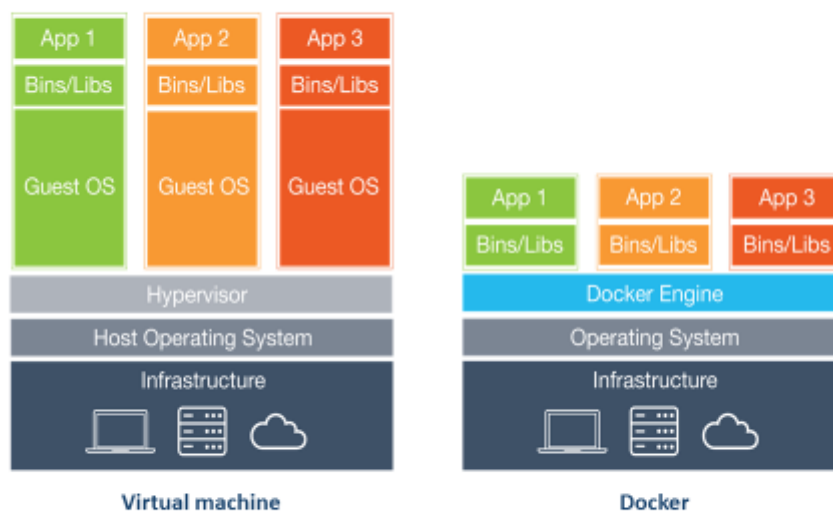 App 1
App 2
App 3
Bins/Libs
Bins/Libs
Bins/Libs
Guest OS
Guest OS
Guest OS
Hypervisor
Host Operating System
Infrastructure
Virtual machine
App 1
App 2
App 3
Bins/Libs
Bins/Libs
Bins/Libs
Docker Engine
Operating System
Infrastructure
Docker